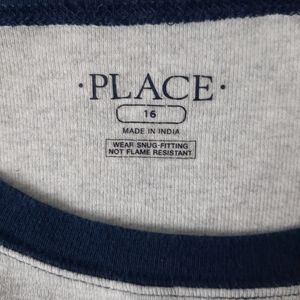 ·PLACE·
16
MADE IN INDIA
WEAR SNUG-FITTING
NOT FLAME RESISTANT